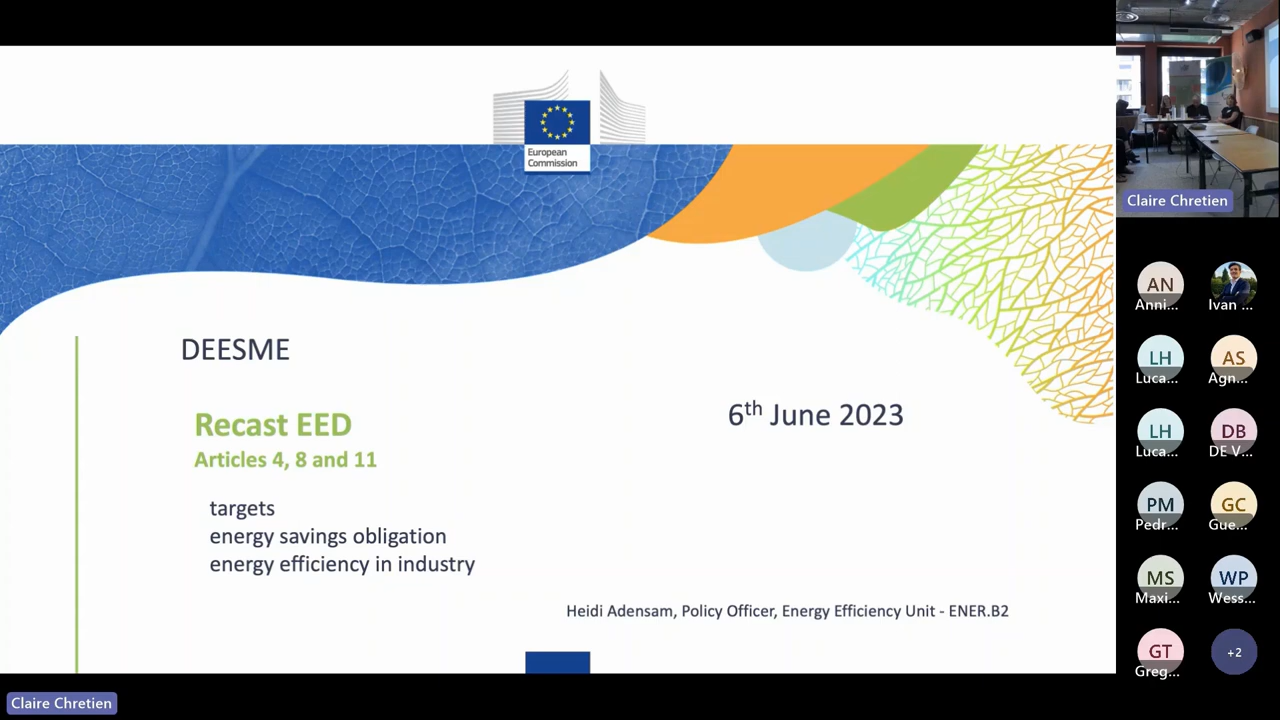 European
Commission
DEESME
Recast EED
Articles 4, 8 and 11
6th June 2023
targets
energy savings obligation
energy efficiency in industry
Heidi Adensam, Policy Officer, Energy Efficiency Unit - ENER.B2
Claire Chretien
Claire Chretien
AN
Anni...
Ivan ...
LH
Luca...
AS
Agn...
LH
Luca...
DB
DE V...
PM
Pedr...
GC
Gue...
MS
Maxi...
WP
Wess...
GT
Greg...
+2